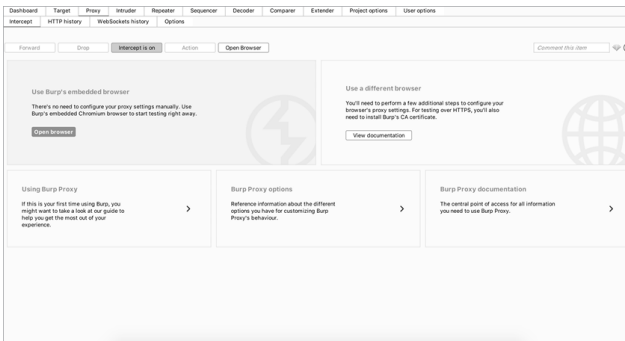 Dashboard Target Proxy Intruder Repeater Sequencer Decoder Comparer Extender Project options User options
Intercept HTTP history WebSockets history Options
Forward Drop Intercept is on Action Open Browser Comment this item
Use Burp's embedded browser
There's no need to configure your proxy settings manually. Use
Burp's embedded Chromium browser to start testing right away.
Open browser
Use a different browser
You'll need to perform a few additional steps to configure your
browser's proxy settings. For testing over HTTPS, you'll also
need to install Burp's CA certificate.
View documentation
Using Burp Proxy
If this is your first time using Burp, you
might want to take a look at our guide to
help you get the most out of your
experience.
Burp Proxy options
Reference information about the different
options you have for customizing Burp
Proxy's behaviour.
Burp Proxy documentation
The central point of access for all information
you need to use Burp Proxy.